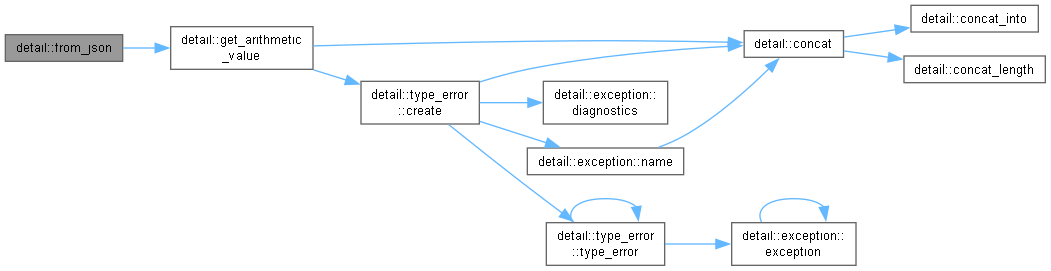 detail::from_json
detail::get_arithmetic
_value
detail::type_error
::create
detail::exception::
diagnostics
detail::exception::name
detail::type_error
::type_error
detail::exception::
exception
detail::concat
detail::concat_into
detail::concat_length